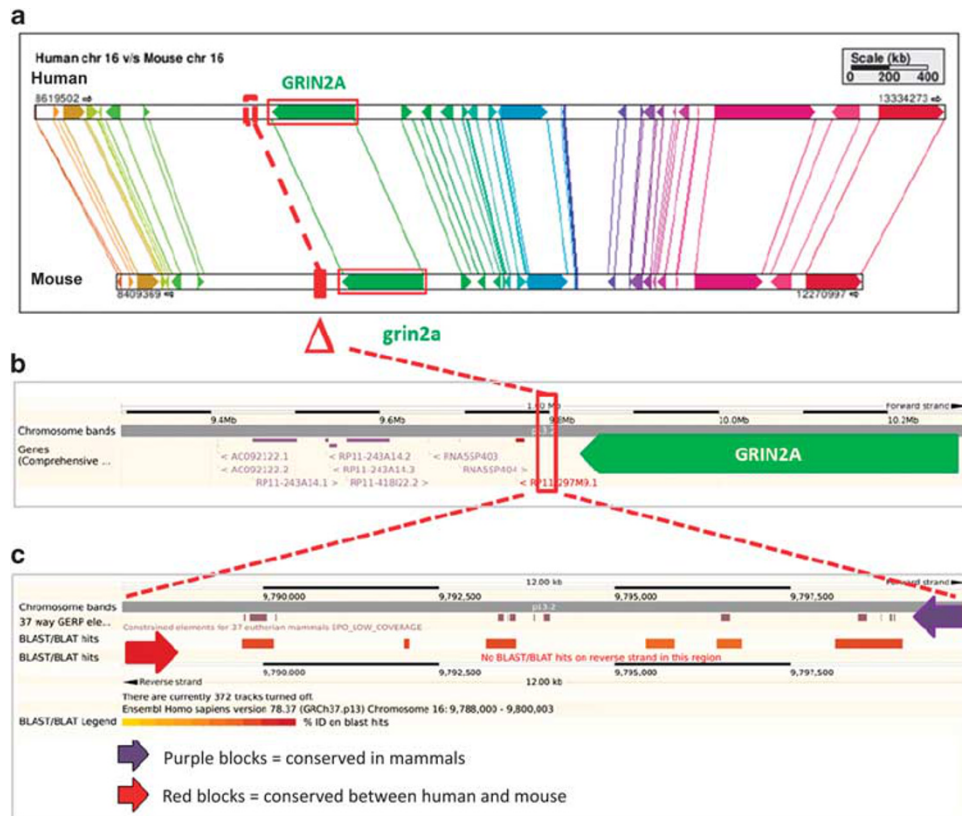 a
Human chr 16 v/s Mouse chr 16
Human
GRIN2A
Scale (kb)
0 200 400
8619502
13334273
Mouse
8409369
12270997
grin2a
b
1.00 Mb
Forward strand
9.4Mb 9.6Mb 9.8Mb 10.0Mb 10.2Mb
Chromosome bands
Genes
(Comprehensive ...
< AC092122.1 < RP11-243A14.2 < RNA5SP403
< AC092122.2 < RP11-243A14.3 RNA5SP404 >
RP11-243A14.1 > RP11-418I22.2 > < RP11-297M9.1
GRIN2A
c
12.00 kb
Forward strand
9,790,000 9,792,500 9,795,000 9,797,500
Chromosome bands
p13.2
37 way GERP ele...
Constrained elements for 37 eutherian mammals EPO_LOW_COVERAGE
BLAST/BLAT hits
BLAST/BLAT hits
No BLAST/BLAT hits on reverse strand in this region
9,790,000 9,792,500 9,795,000 9,797,500
Reverse strand
12.00 kb
There are currently 372 tracks turned off.
Ensembl Homo sapiens version 78.37 (GRCh37.p13) Chromosome 16: 9,788,000 - 9,800,003
BLAST/BLAT Legend
% ID on blast hits
Purple blocks = conserved in mammals
Red blocks = conserved between human and mouse